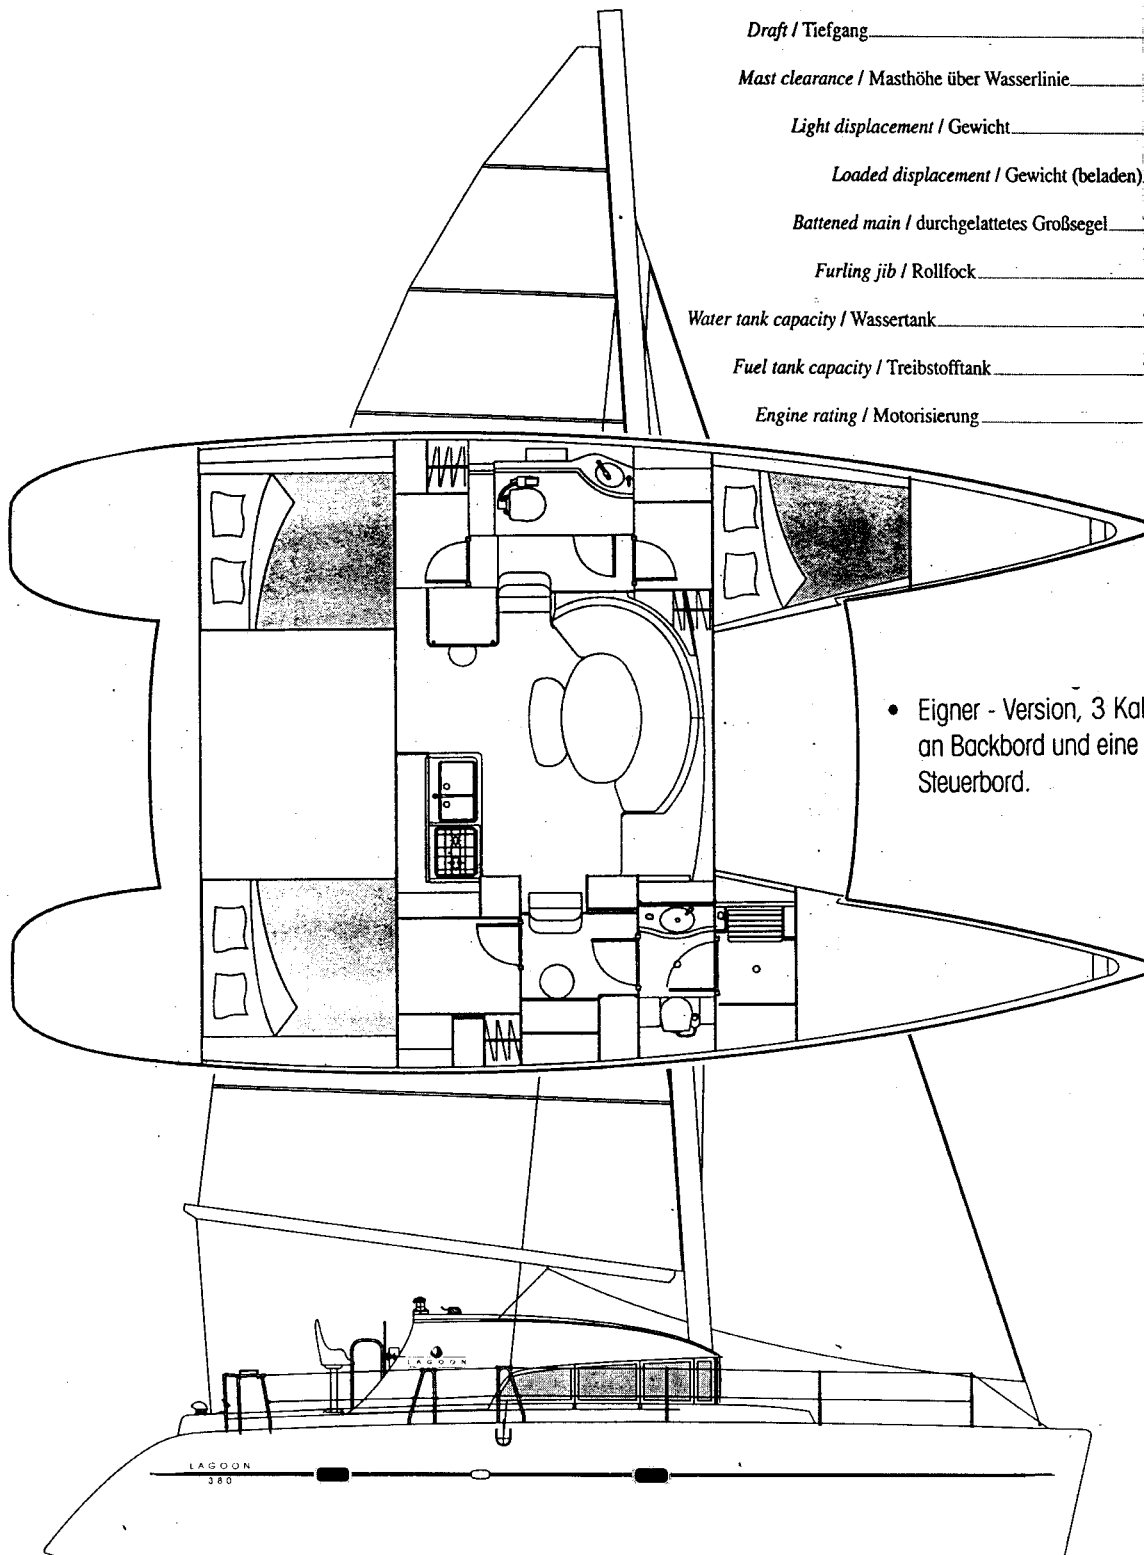 Draft / Tiefgang
Mast clearance / Masthöhe über Wasserlinie
Light displacement / Gewicht
Loaded displacement / Gewicht (beladen)
Battened main / durchgelattetes Großsegel
Furling jib / Rollfock
Water tank capacity / Wassertank
Fuel tank capacity / Treibstofftank
Engine rating / Motorisierung
• Eigner - Version, 3
an Backbord und eine
Steuerbord.
LAGOON
LAGOON
380